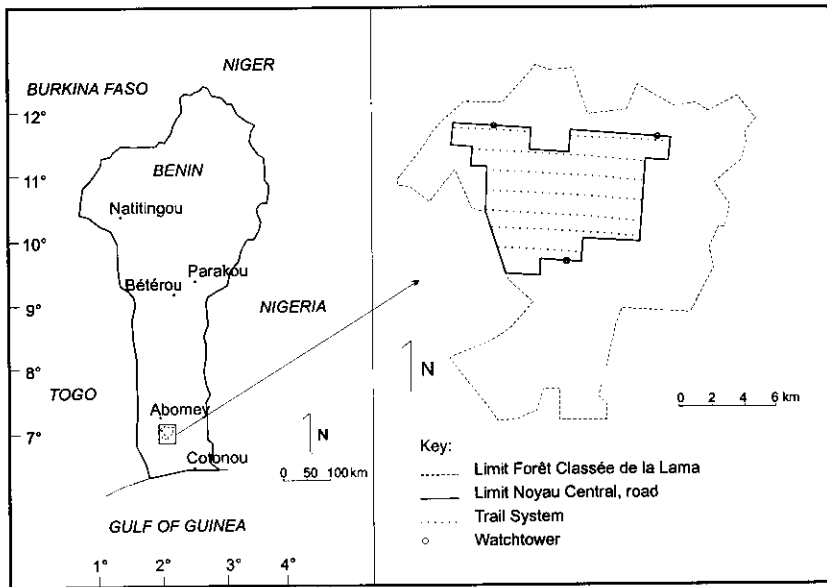 NIGER
BURKINA FASO
12°
BENIN
11°
Natitingou
10°
Parakou
Bétérou
9°
NIGERIA
8°
TOGO
Abomey
7°
N
Cotonou
0 50 100 km
GULF OF GUINEA
1° 2° 3° 4°
N
0 2 4 6 km
Key:
Limit Forêt Classée de la Lama
Limit Noyau Central, road
Trail System
Watchtower